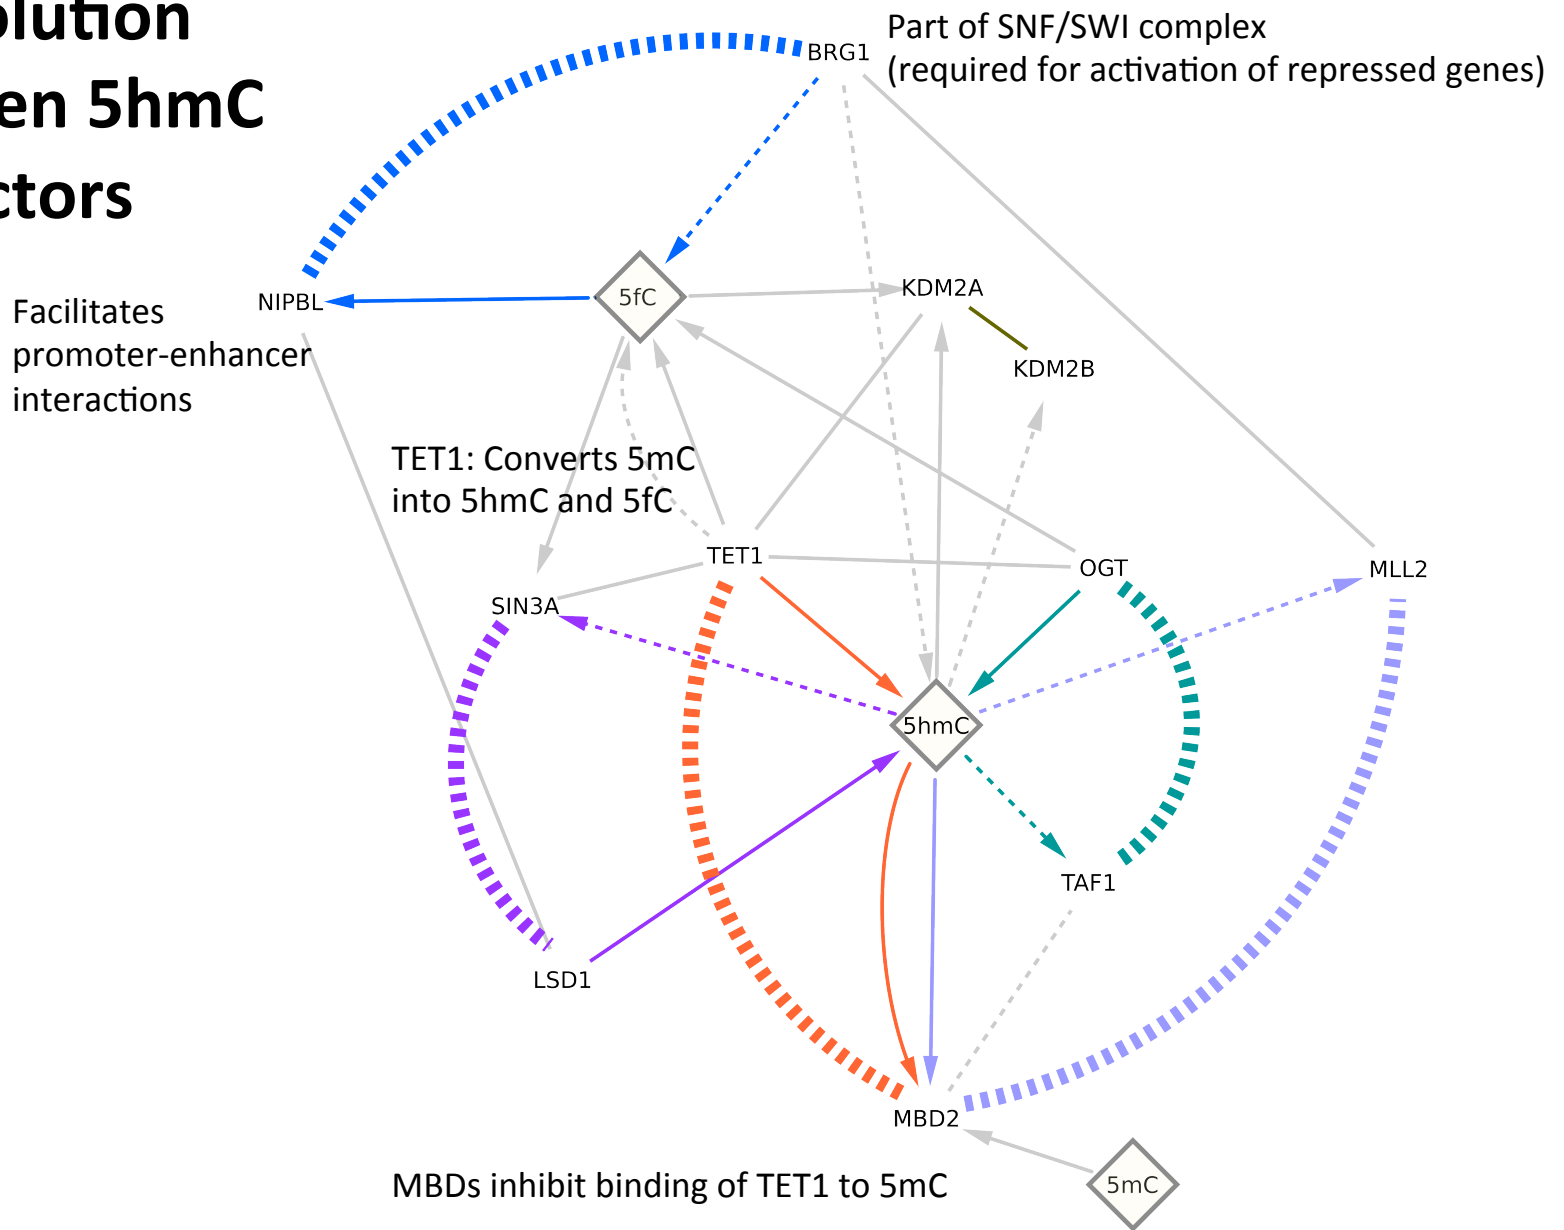 olution
en 5hmC
ctors
BRG1
Part of SNF/SWI complex
(required for activation of repressed genes)
NIPBL
5fC
KDM2A
KDM2B
Facilitates
promoter-enhancer
interactions
TET1: Converts 5mC
into 5hmC and 5fC
TET1
OGT
MLL2
SIN3A
5hmC
TAF1
LSD1
MBD2
MBDs inhibit binding of TET1 to 5mC
5mC